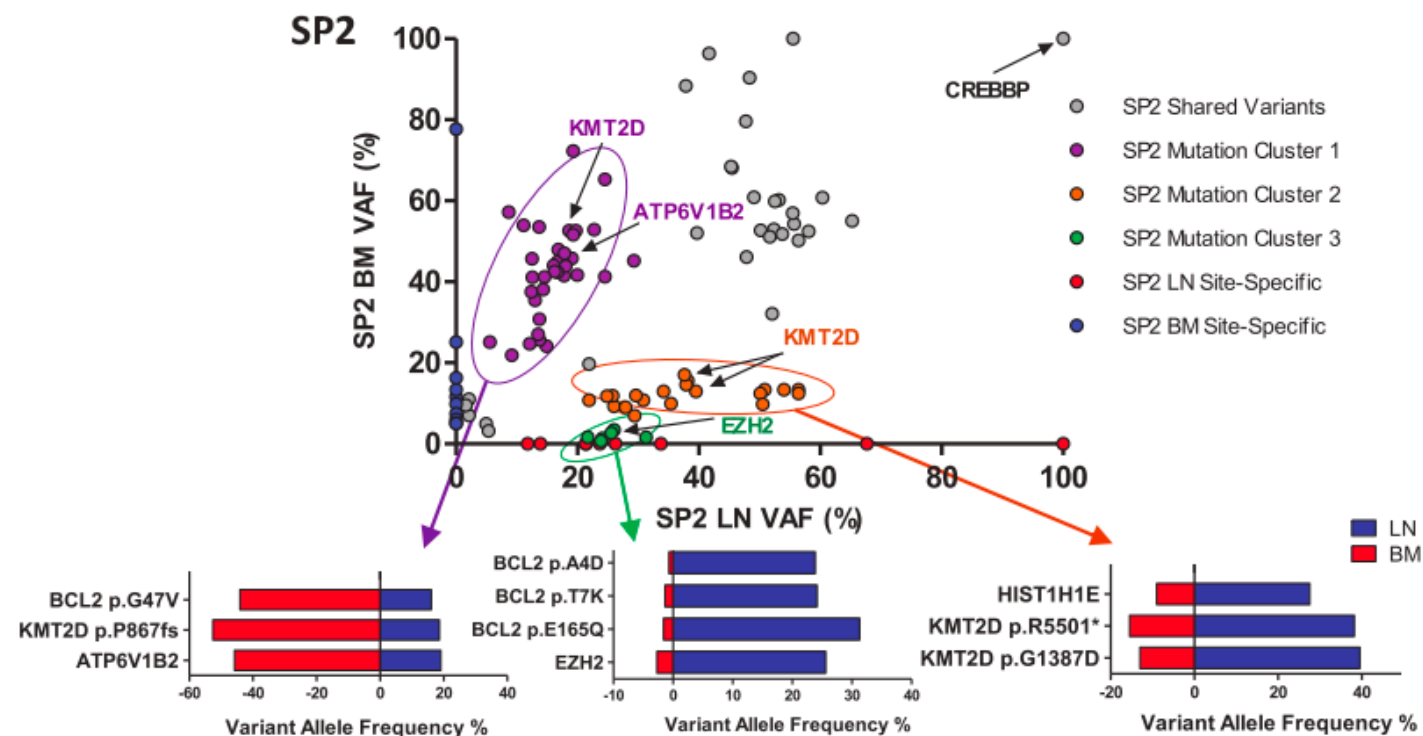 SP2
100
80
60
40
20
0
SP2 BM VAF (%)
KMT2D
ATP6V1B2
CREBBP
KMT2D
EZH2
SP2 Shared Variants
SP2 Mutation Cluster 1
SP2 Mutation Cluster 2
SP2 Mutation Cluster 3
SP2 LN Site-Specific
SP2 BM Site-Specific
0 20 40 60 80 100
SP2 LN VAF (%)
BCL2 p.G47V
KMT2D p.P867fs
ATP6V1B2
-60 -40 -20 0 20 40
Variant Allele Frequency %
BCL2 p.A4D
BCL2 p.T7K
BCL2 p.E165Q
EZH2
-10 0 10 20 30 40
Variant Allele Frequency %
LN
BM
HIST1H1E
KMT2D p.R5501*
KMT2D p.G1387D
-20 0 20 40
Variant Allele Frequency %